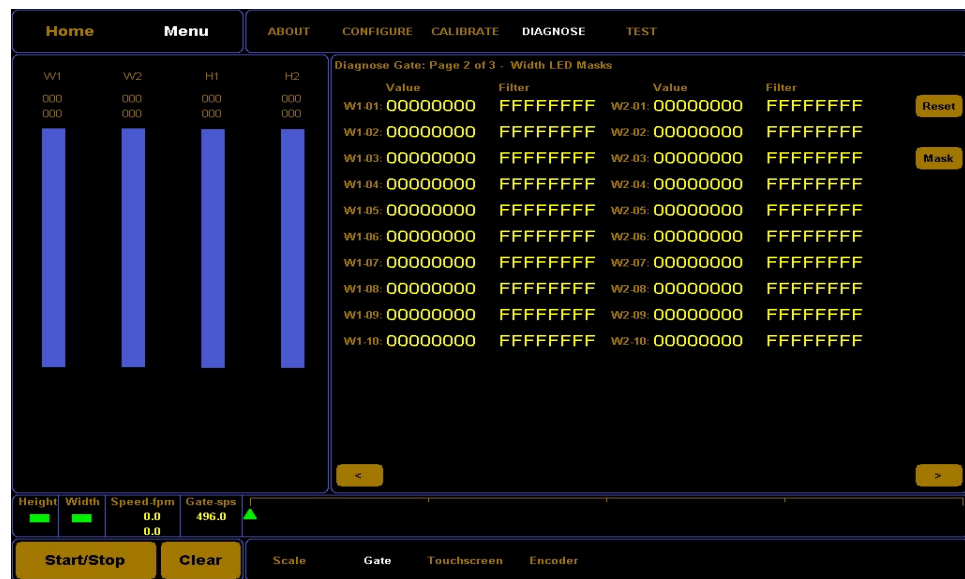 Home Menu ABOUT CONFIGURE CALIBRATE DIAGNOSE TEST
W1 W2 H1 H2
000 000 000 000
000 000 000 000
Diagnose Gate: Page 2 of 3 - Width LED Masks
Value Filter Value Filter
W1-01: 00000000 FFFFFFFF W2-01: 00000000 FFFFFFFF Reset
W1-02: 00000000 FFFFFFFF W2-02: 00000000 FFFFFFFF
W1-03: 00000000 FFFFFFFF W2-03: 00000000 FFFFFFFF Mask
W1-04: 00000000 FFFFFFFF W2-04: 00000000 FFFFFFFF
W1-05: 00000000 FFFFFFFF W2-05: 00000000 FFFFFFFF
W1-06: 00000000 FFFFFFFF W2-06: 00000000 FFFFFFFF
W1-07: 00000000 FFFFFFFF W2-07: 00000000 FFFFFFFF
W1-08: 00000000 FFFFFFFF W2-08: 00000000 FFFFFFFF
W1-09: 00000000 FFFFFFFF W2-09: 00000000 FFFFFFFF
W1-10: 00000000 FFFFFFFF W2-10: 00000000 FFFFFFFF
< >
Height Width Speed-fpm Gate-sps
0.0 496.0
0.0
Start/Stop Clear Scale Gate Touchscreen Encoder